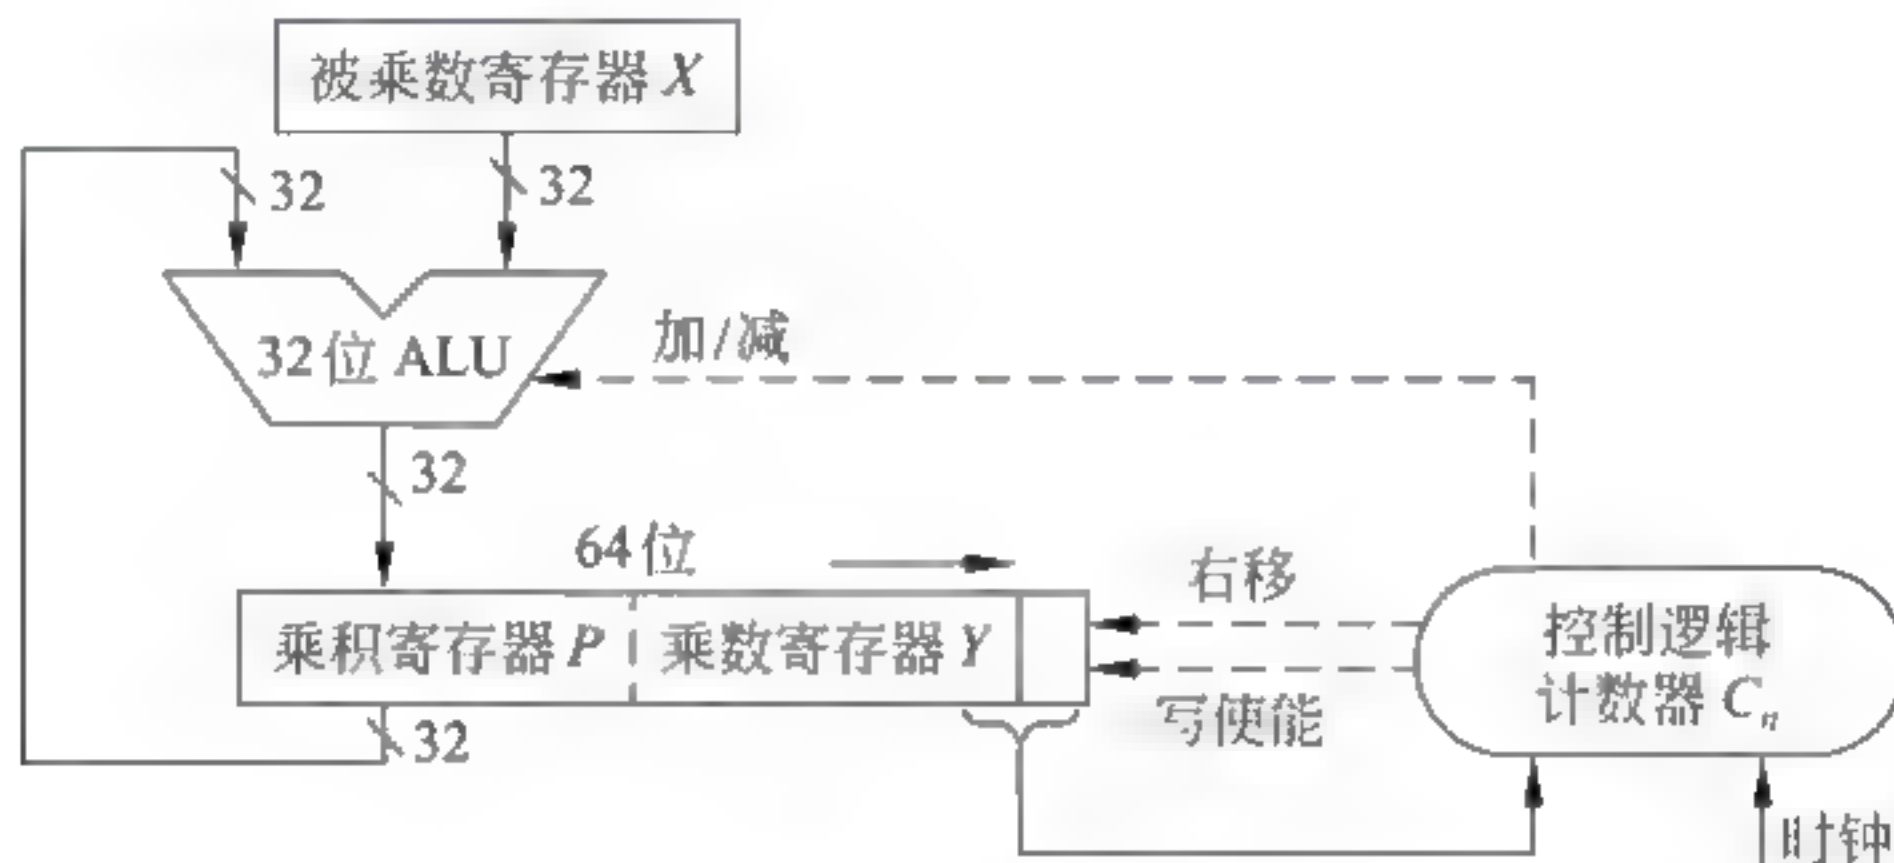 被乘数寄存器 X
32
32
32位 ALU
加/减
32
64位
右移
乘积寄存器 P
乘数寄存器 Y
控制逻辑
计数器 Cn
写使能
32
时钟